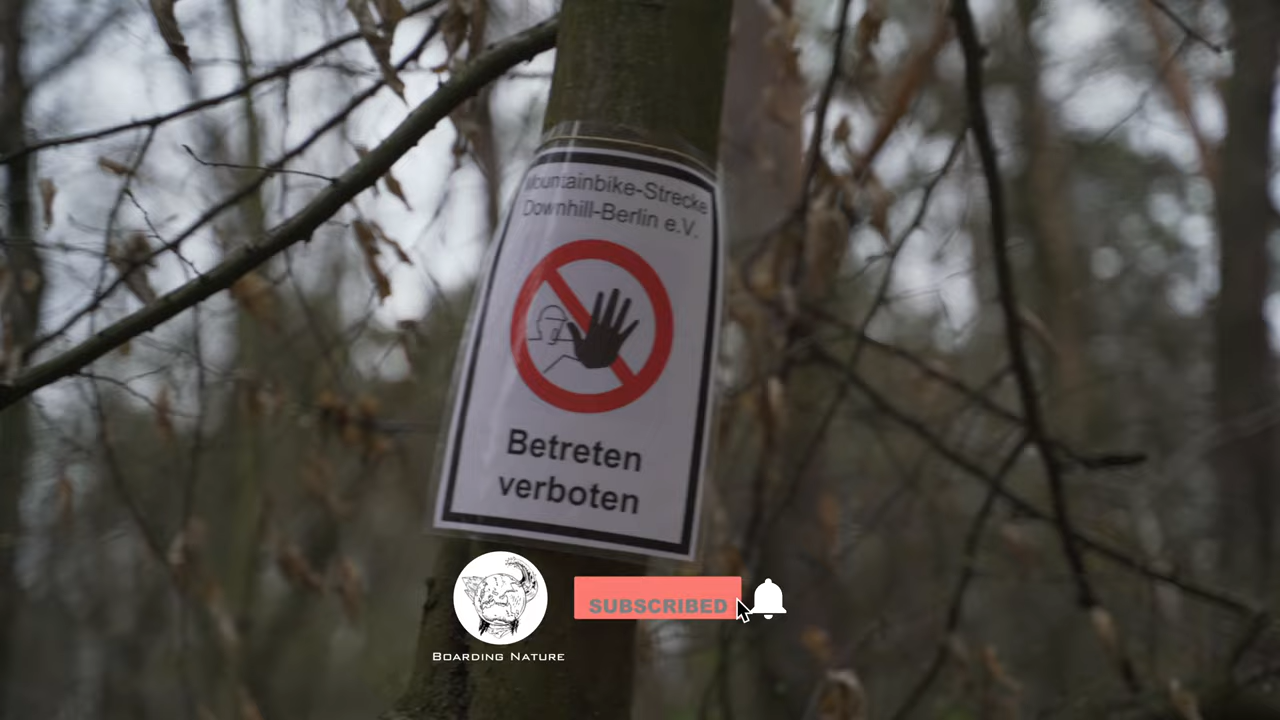 Mountainbike-Strecke
Downhill-Berlin e.V.
Betreten
verboten
SUBSCRIBED
BOARDING NATURE